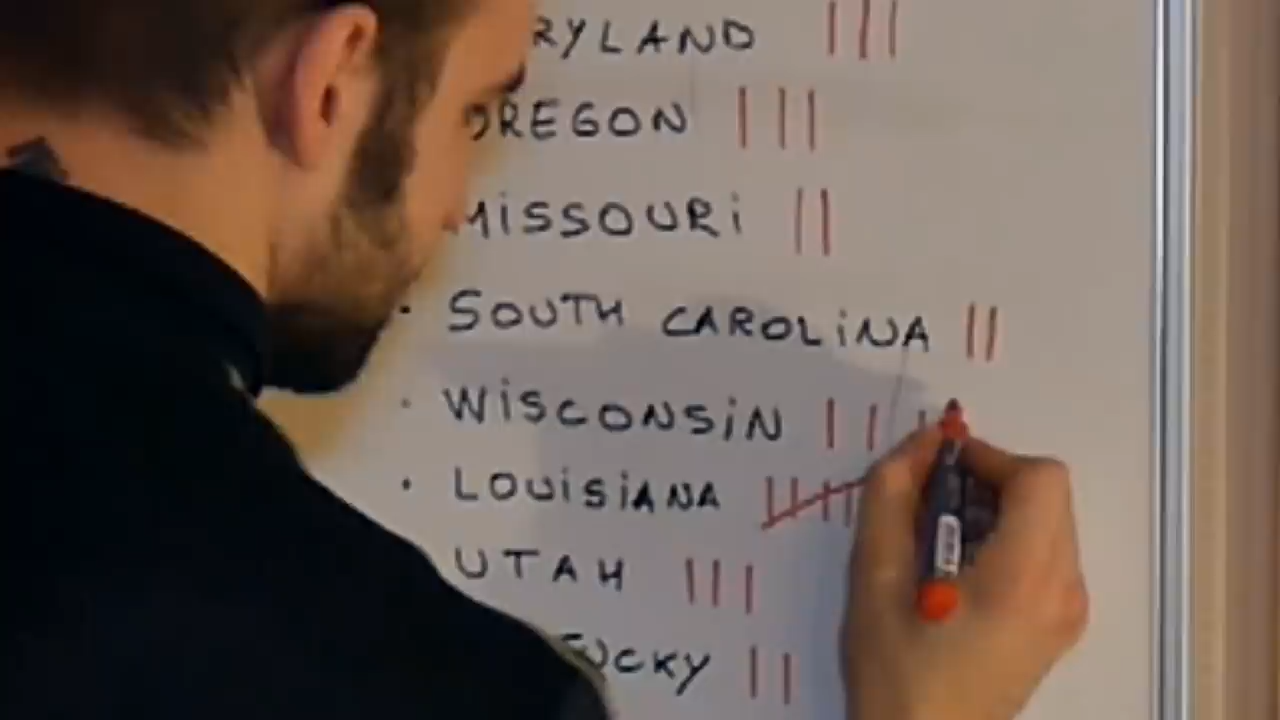 RYLAND |||
OREGON |||
MiSSOURi ||
• SOUTH CAROLiNA ||
• WiSCONSiN |||
• LOUiSiANA
UTAH |||
UCKY ||